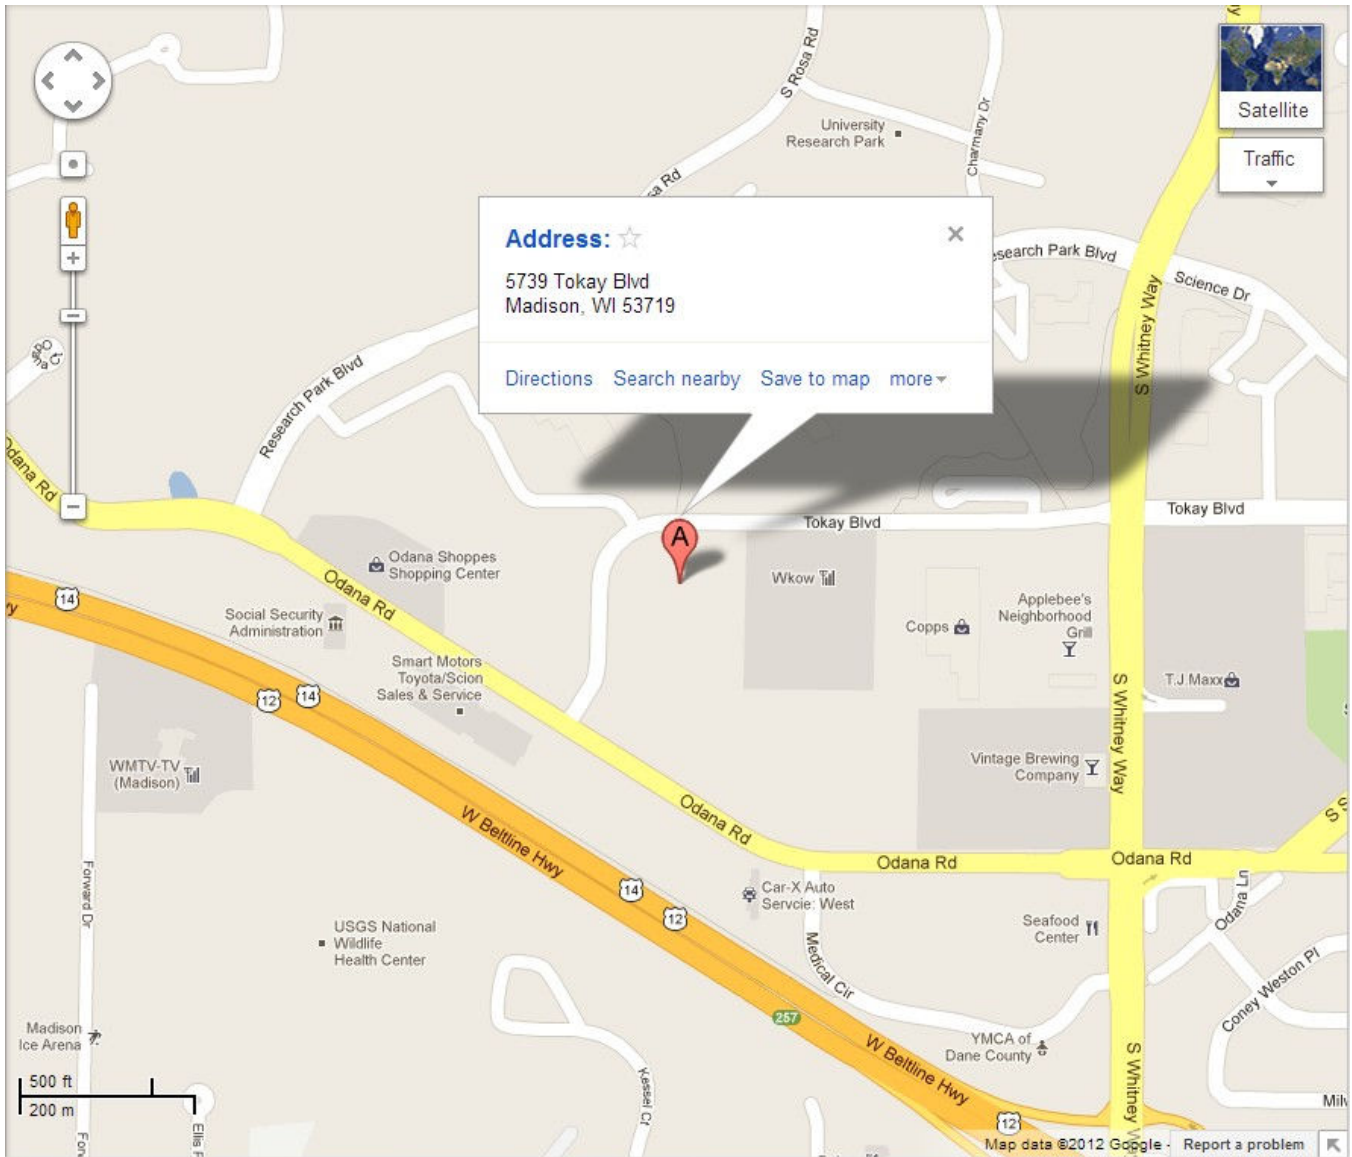 S Rosa Rd
University
Research Park
Charmany Dr
Satellite
Traffic
sa Rd
Address:
5739 Tokay Blvd
Madison, WI 53719
Directions
Search nearby
Save to map
more
search Park Blvd
Science Dr
S Whitney Way
Research Park Blvd
Odana Rd
Tokay Blvd
Tokay Blvd
A
Odana Shoppes
Shopping Center
Odana Rd
Wkow
14
Social Security
Administration
Applebee's
Neighborhood
Grill
Copps
Smart Motors
Toyota/Scion
Sales & Service
12
14
T.J.Maxx
S Whitney Way
WMTV-TV
(Madison)
Vintage Brewing
Company
W Beltline Hwy
Odana Rd
Odana Rd
Odana Rd
14
12
Car-X Auto
Servcie: West
Forward Dr
USGS National
Wildlife
Health Center
Seafood
Center
Odana Ln
Medical Cir
Coney Weston Pl
257
Madison
Ice Arena
W Beltline Hwy
YMCA of
Dane County
S Whitney W
Kessel Ct
500 ft
200 m
Ellis
12
Map data ©2012 Google -
Report a problem